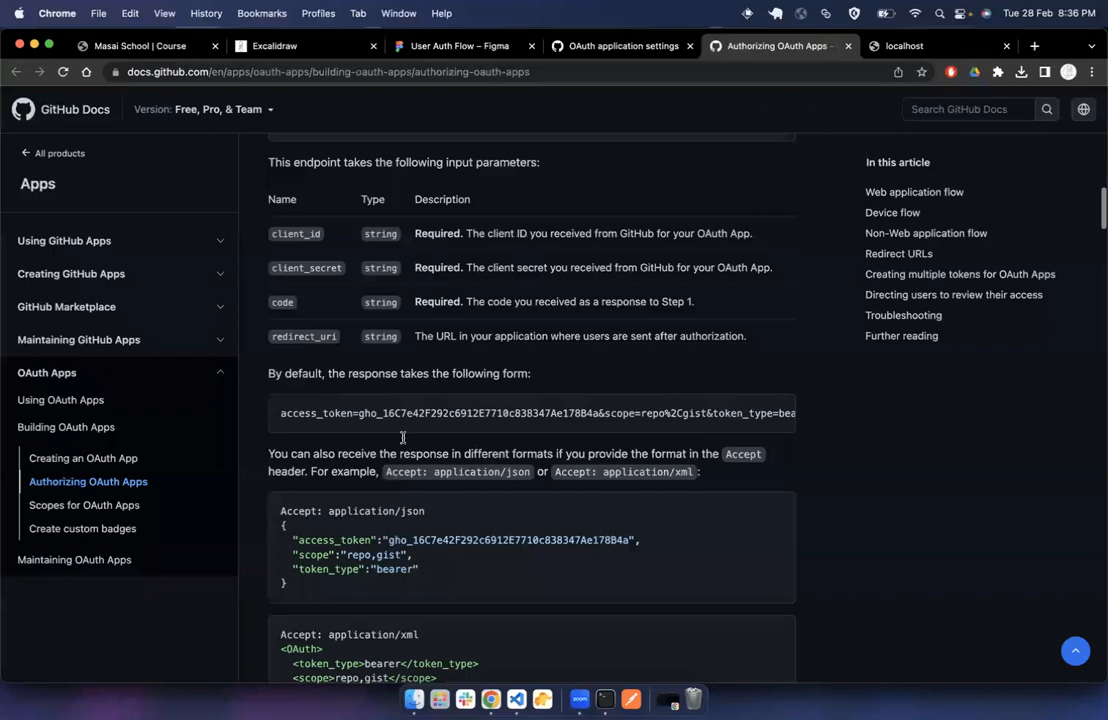 Chrome File Edit View History Bookmarks Profiles Tab Window Help Tue 28 Feb 8:36 PM
Masai School | Course
Excalidraw
User Auth Flow – Figma
OAuth application settings
Authorizing OAuth Apps -
localhost
docs.github.com/en/apps/oauth-apps/building-oauth-apps/authorizing-oauth-apps
GitHub Docs
Version: Free, Pro, & Team
Search GitHub Docs
All products
Apps
Using GitHub Apps
Creating GitHub Apps
GitHub Marketplace
Maintaining GitHub Apps
OAuth Apps
Using OAuth Apps
Building OAuth Apps
Creating an OAuth App
Authorizing OAuth Apps
Scopes for OAuth Apps
Create custom badges
Maintaining OAuth Apps
This endpoint takes the following input parameters:
Name Type Description
client_id string Required. The client ID you received from GitHub for your OAuth App.
client_secret string Required. The client secret you received from GitHub for your OAuth App.
code string Required. The code you received as a response to Step 1.
redirect_uri string The URL in your application where users are sent after authorization.
By default, the response takes the following form:
access_token=gho_16C7e42F292c6912E7710c838347Ae178B4a&scope=repo%2Cgist&token_type=bea
You can also receive the response in different formats if you provide the format in the Accept
header. For example, Accept: application/json or Accept: application/xml :
Accept: application/json
{
"access_token":"gho_16C7e42F292c6912E7710c838347Ae178B4a",
"scope":"repo,gist",
"token_type":"bearer"
}
Accept: application/xml
<OAuth>
<token_type>bearer</token_type>
<scope>repo,gist</scope>
In this article
Web application flow
Device flow
Non-Web application flow
Redirect URLs
Creating multiple tokens for OAuth Apps
Directing users to review their access
Troubleshooting
Further reading
zoom